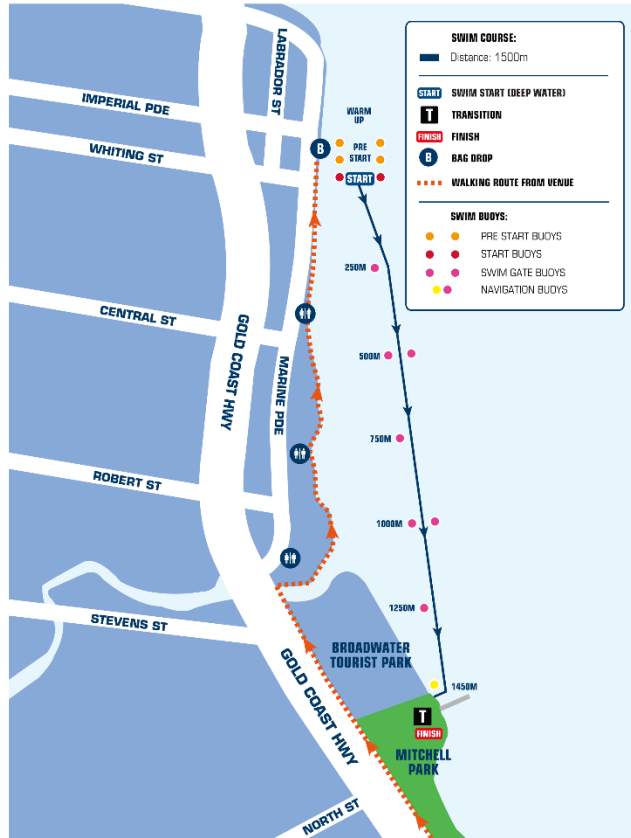 LABRADOR ST
IMPERIAL PDE
WHITING ST
CENTRAL ST
GOLD COAST HWY
MARINE PDE
ROBERT ST
STEVENS ST
GOLD COAST HWY
NORTH ST
WARM
UP
B
PRE
START
START
250M
500M
750M
1000M
1250M
1450M
BROADWATER
TOURIST PARK
T
FINISH
MITCHELL
PARK
SWIM COURSE:
Distance: 1500m
START SWIM START (DEEP WATER)
T TRANSITION
FINISH FINISH
B BAG DROP
WALKING ROUTE FROM VENUE
SWIM BUOYS:
PRE START BUOYS
START BUOYS
SWIM GATE BUOYS
NAVIGATION BUOYS